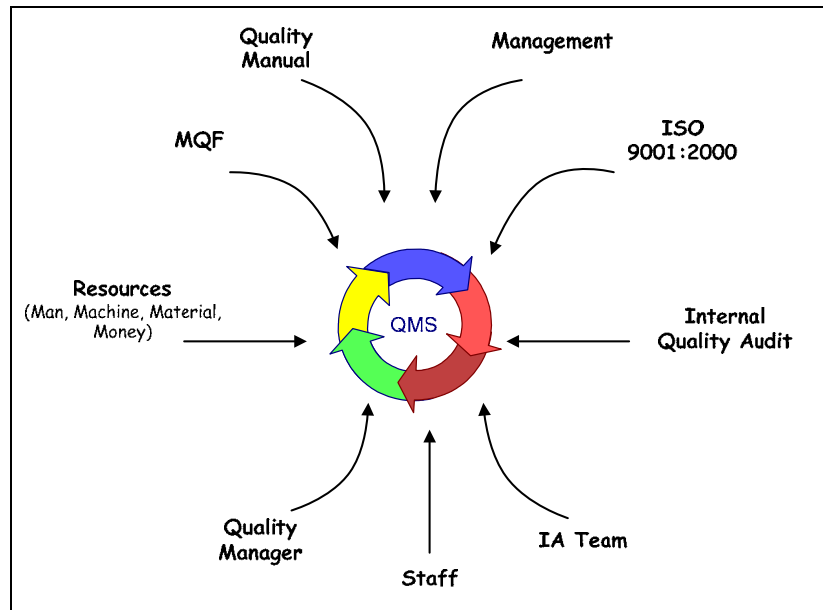 Quality
Manual
Management
MQF
ISO
9001:2000
Resources
(Man, Machine, Material,
Money)
QMS
Internal
Quality Audit
Quality
Manager
Staff
IA Team